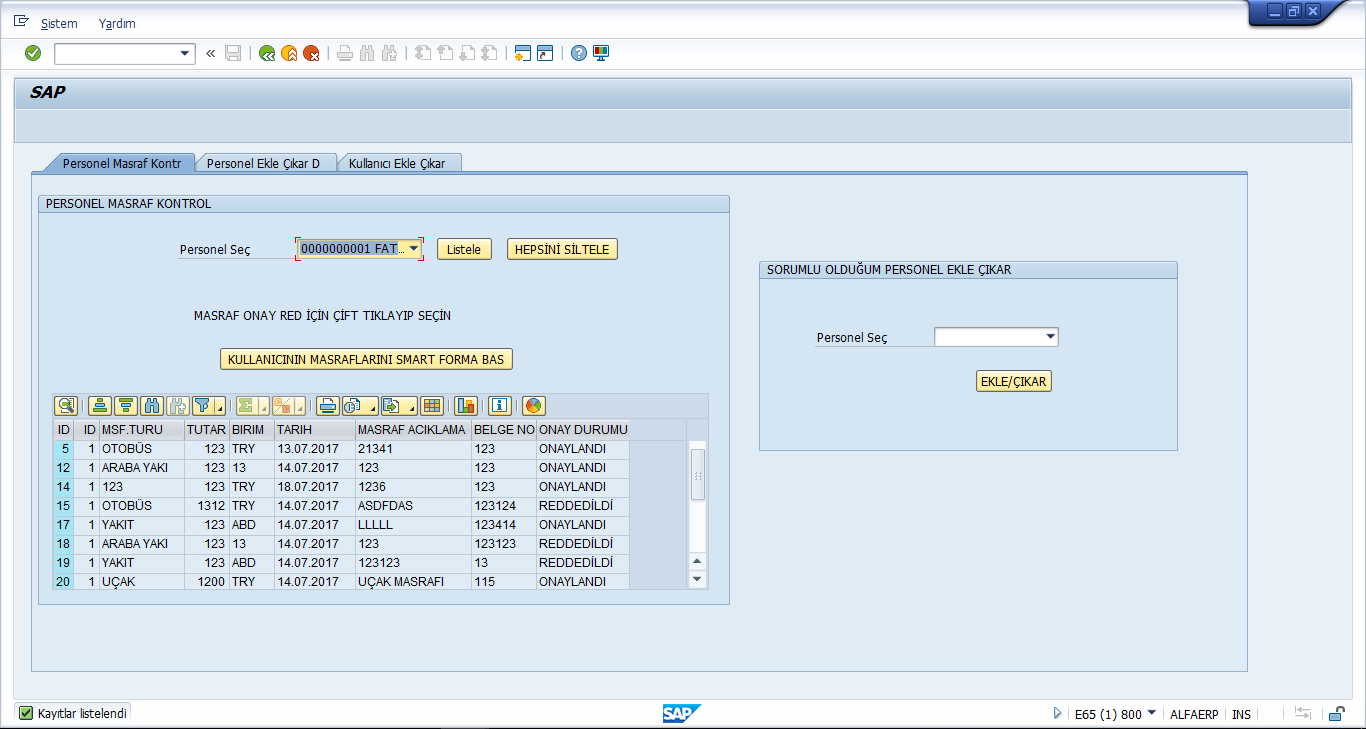 Sistem Yardım
SAP
Personel Masraf Kontr Personel Ekle Çıkar D Kullanıcı Ekle Çıkar
PERSONEL MASRAF KONTROL
Personel Seç 0000000001 FAT... Listele HEPSİNİ SİLTELE
MASRAF ONAY RED İÇİN ÇİFT TIKLAYIP SEÇİN
KULLANICININ MASRAFLARINI SMART FORMA BAS
ID ID MSF.TURU TUTAR BIRIM TARIH MASRAF ACIKLAMA BELGE NO ONAY DURUMU
5 1 OTOBÜS 123 TRY 13.07.2017 21341 123 ONAYLANDI
12 1 ARABA YAKI 123 13 14.07.2017 123 123 ONAYLANDI
14 1 123 123 TRY 18.07.2017 1236 123 ONAYLANDI
15 1 OTOBÜS 1312 TRY 14.07.2017 ASDFDAS 123124 REDDEDİLDİ
17 1 YAKIT 123 ABD 14.07.2017 LLLLL 123414 ONAYLANDI
18 1 ARABA YAKI 123 13 14.07.2017 123 123123 REDDEDİLDİ
19 1 YAKIT 123 ABD 14.07.2017 123123 13 REDDEDİLDİ
20 1 UÇAK 1200 TRY 14.07.2017 UÇAK MASRAFI 115 ONAYLANDI
SORUMLU OLDUĞUM PERSONEL EKLE ÇIKAR
Personel Seç
EKLE/ÇIKAR
Kayıtlar listelendi SAP E65 (1) 800 ALFAERP INS